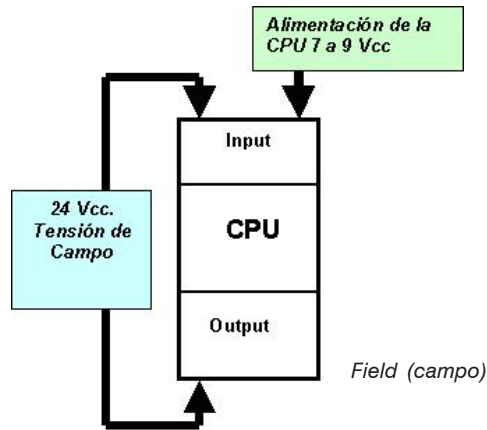 Alimentación de la
CPU 7 a 9 Vcc
Input
24 Vcc.
Tensión de
Campo
CPU
Output
Field (campo)